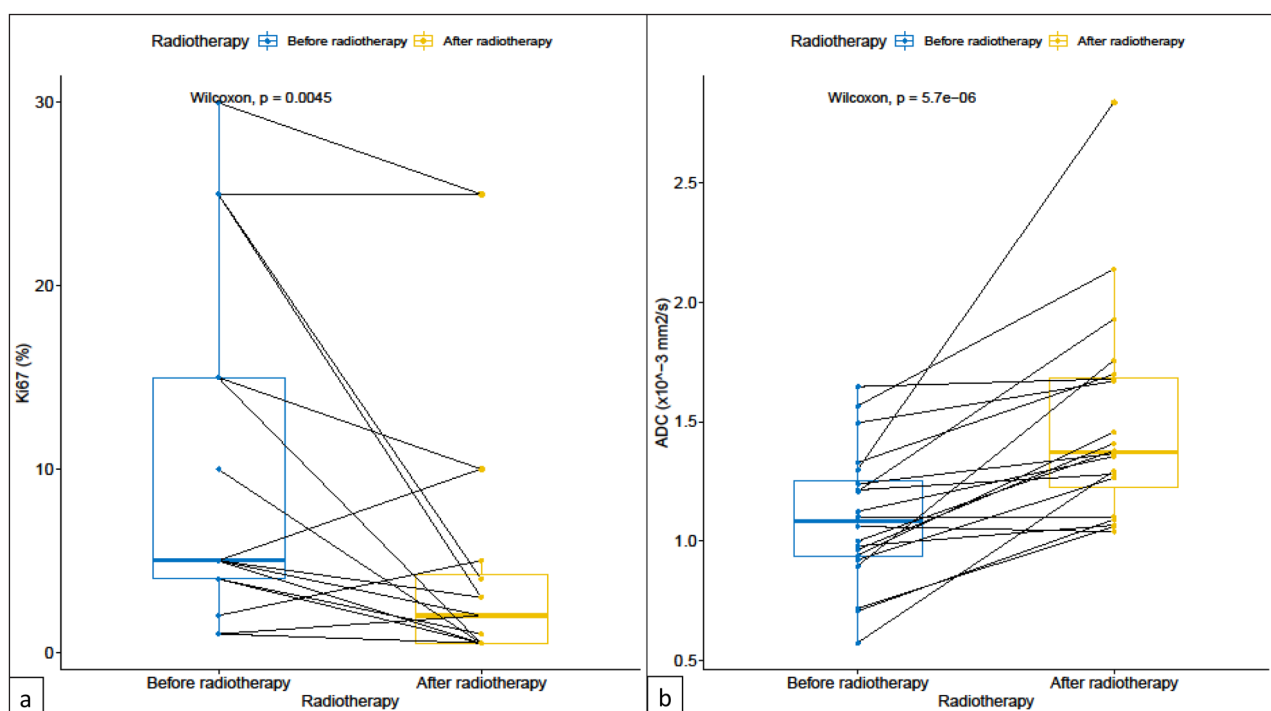 Radiotherapy Before radiotherapy After radiotherapy
Wilcoxon, p = 0.0045
30
20
10
0
Ki67 (%)
Before radiotherapy After radiotherapy
Radiotherapy
a
Radiotherapy Before radiotherapy After radiotherapy
Wilcoxon, p = 5.7e−06
2.5
2.0
1.5
1.0
0.5
ADC (x10^−3 mm2/s)
Before radiotherapy After radiotherapy
Radiotherapy
b